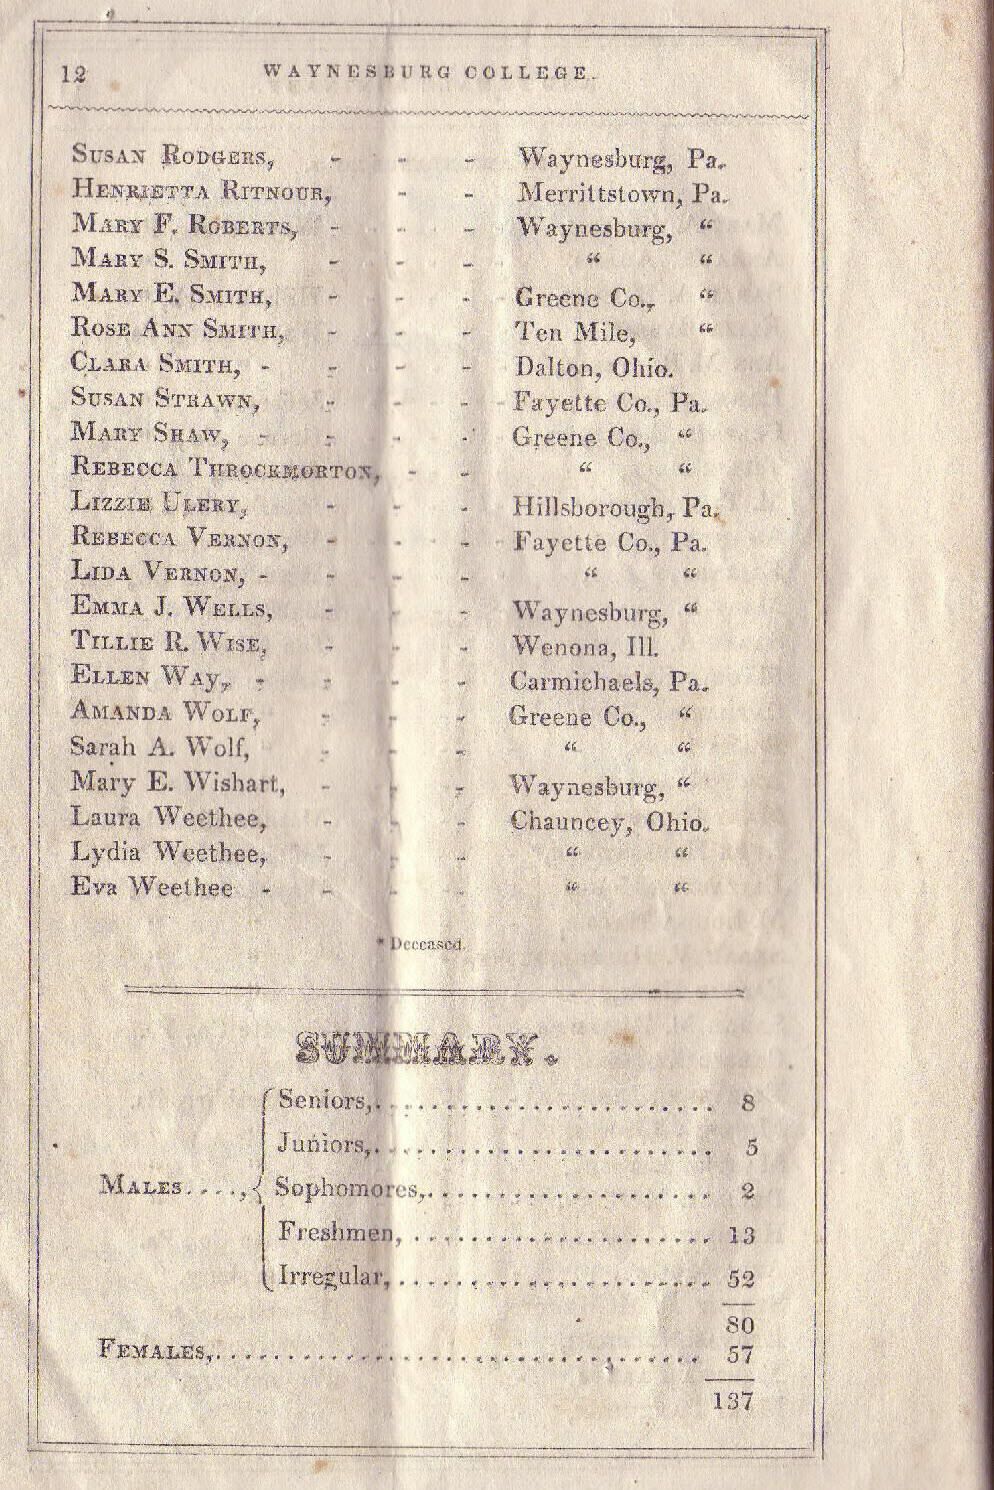 12 WAYNESBURG COLLEGE.
SUSAN RODGERS, - - - Waynesburg, Pa.
HENRIETTA RITNOUR, - - Merrittstown, Pa.
MARY F. ROBERTS, - - - Waynesburg, “
MARY S. SMITH, - - - “ “
MARY E. SMITH, - - - Greene Co., “
ROSE ANN SMITH, - - - Ten Mile, “
CLARA SMITH, - - - - Dalton, Ohio.
SUSAN STRAWN, - - - Fayette Co., Pa.
MARY SHAW, - - - - Greene Co., “
REBECCA THROCKMORTON, - - “ “
LIZZIE ULERY, - - - Hillsborough, Pa.
REBECCA VERNON, - - - Fayette Co., Pa.
LIDA VERNON, - - - - “ “
EMMA J. WELLS, - - - Waynesburg, “
TILLIE R. WISE, - - - Wenona, Ill.
ELLEN WAY, - - - - Carmichaels, Pa.
AMANDA WOLF, - - - Greene Co., “
Sarah A. Wolf, - - - “ “
Mary E. Wishart, - - - Waynesburg, “
Laura Weethee, - - - Chauncey, Ohio.
Lydia Weethee, - - - “ “
Eva Weethee - - - - “ “
* Deceased.
SUMMARY.
Seniors,........................ 8
Juniors,........................ 5
MALES....,{ Sophomores,.................... 2
Freshmen, ..................... 13
Irregular,...................... 52
80
FEMALES,.................................. 57
137